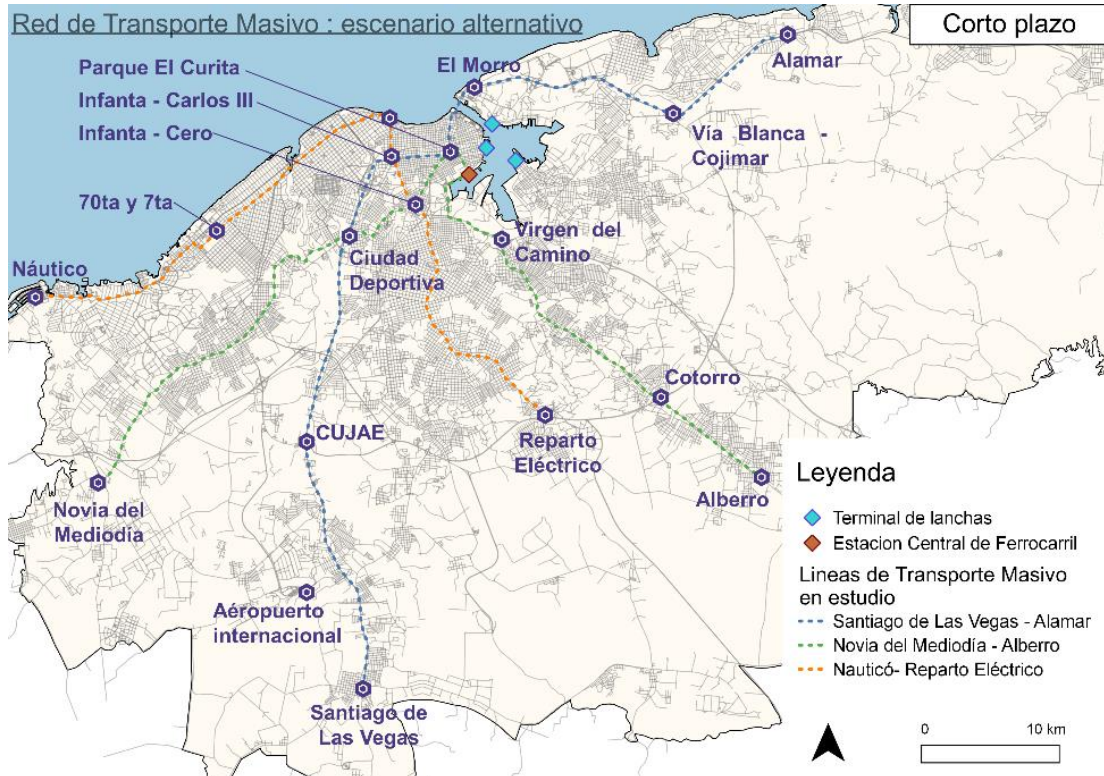 Red de Transporte Masivo : escenario alternativo
Corto plazo
Parque El Curita
Infanta - Carlos III
Infanta - Cero
El Morro
Alamar
Vía Blanca -
Cojimar
70ta y 7ta
Náutico
Ciudad
Deportiva
Virgen del
Camino
Cotorro
CUJAE
Reparto
Eléctrico
Alberro
Novia del
Mediodía
Aéropuerto
internacional
Santiago de
Las Vegas
Leyenda
Terminal de lanchas
Estacion Central de Ferrocarril
Lineas de Transporte Masivo
en estudio
Santiago de Las Vegas - Alamar
Novia del Mediodía - Alberro
Nauticó- Reparto Eléctrico
0 10 km